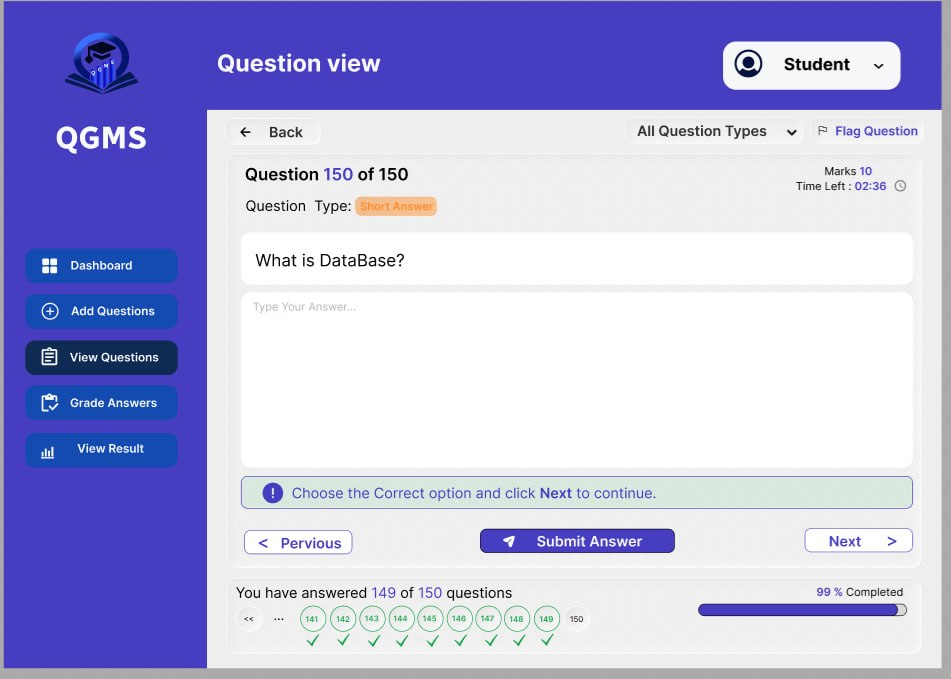 QGMS
QGMS
Question view
Student
Dashboard
Add Questions
View Questions
Grade Answers
View Result
Back
All Question Types
Flag Question
Question 150 of 150
Marks 10
Time Left : 02:36
Question Type: Short Answer
What is DataBase?
Type Your Answer...
! Choose the Correct option and click Next to continue.
< Pervious
Submit Answer
Next >
You have answered 149 of 150 questions
99 % Completed
<< ... 141 142 143 144 145 146 147 148 149 150